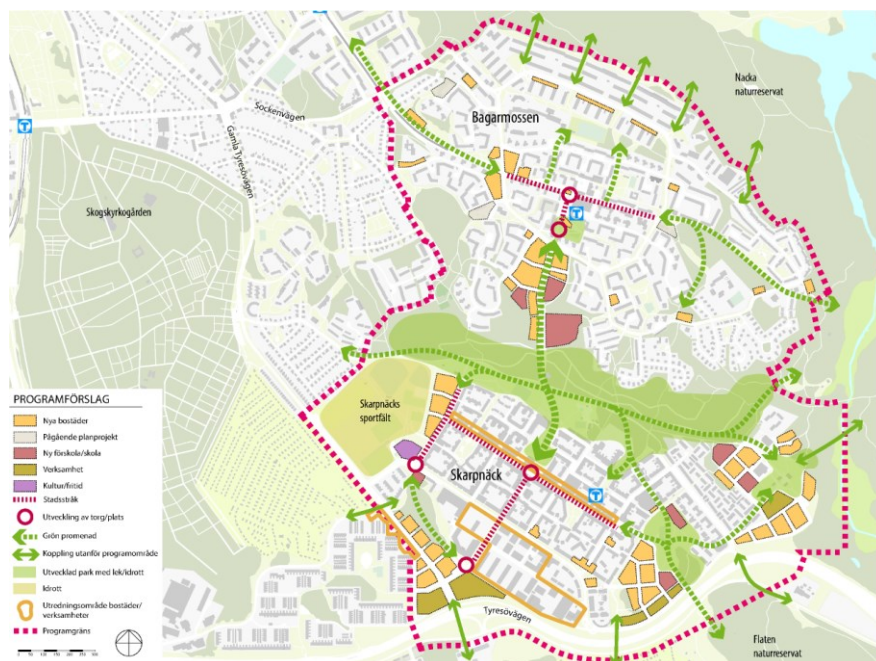 Nacka
naturreservat
Bagarmossen
Sockenvägen
Gamla Tyresövägen
Skogskyrkogården
T
T
Skarpnäcks
sportfält
Skarpnäck
T
Tyresövägen
Flaten
naturreservat
PROGRAMFÖRSLAG
Nya bostäder
Pågående planprojekt
Ny förskola/skola
Verksamhet
Kultur/fritid
Stadsstråk
Utveckling av torg/plats
Grön promenad
Koppling utanför programområde
Utvecklad park med lek/idrott
Idrott
Utredningsområde bostäder/
verksamheter
Programgräns